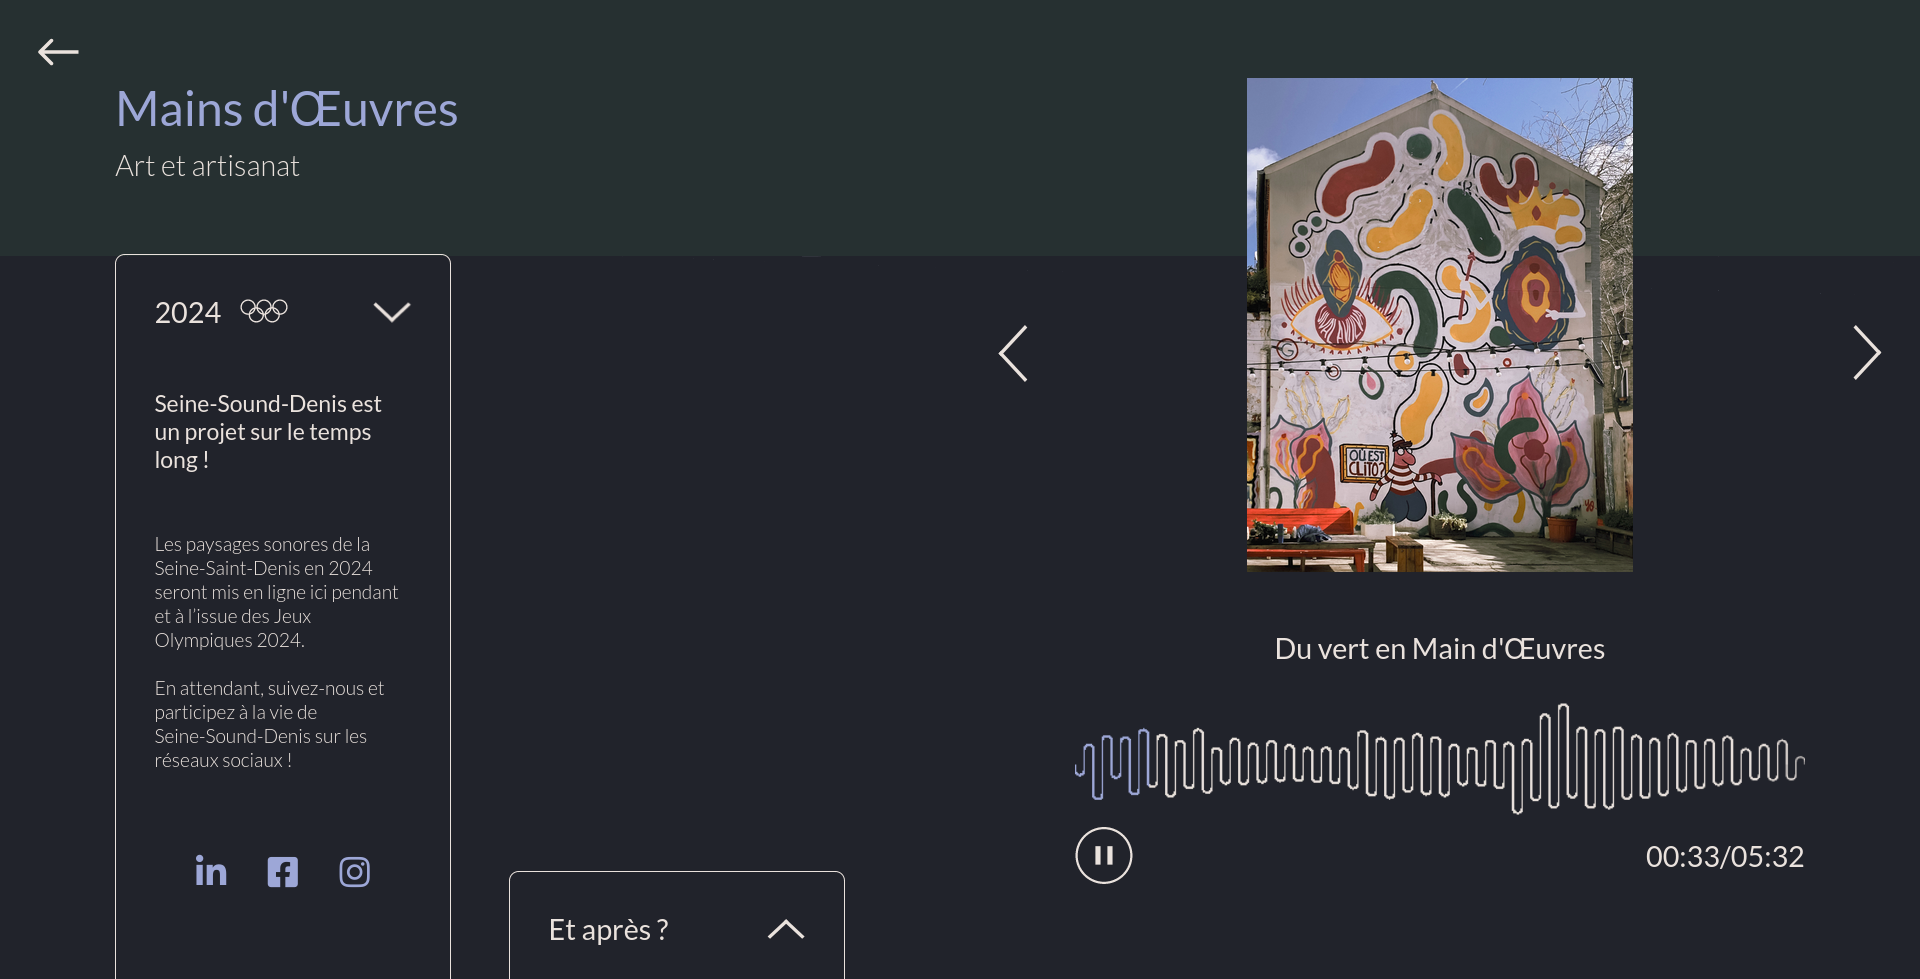 Mains d'Œuvres
Art et artisanat
2024
Seine-Sound-Denis est
un projet sur le temps
long !
Les paysages sonores de la
Seine-Saint-Denis en 2024
seront mis en ligne ici pendant
et à l’issue des Jeux
Olympiques 2024.
En attendant, suivez-nous et
participez à la vie de
Seine-Sound-Denis sur les
réseaux sociaux !
Et après ?
OÙ EST
CLITO?
Du vert en Main d'Œuvres
00:33/05:32